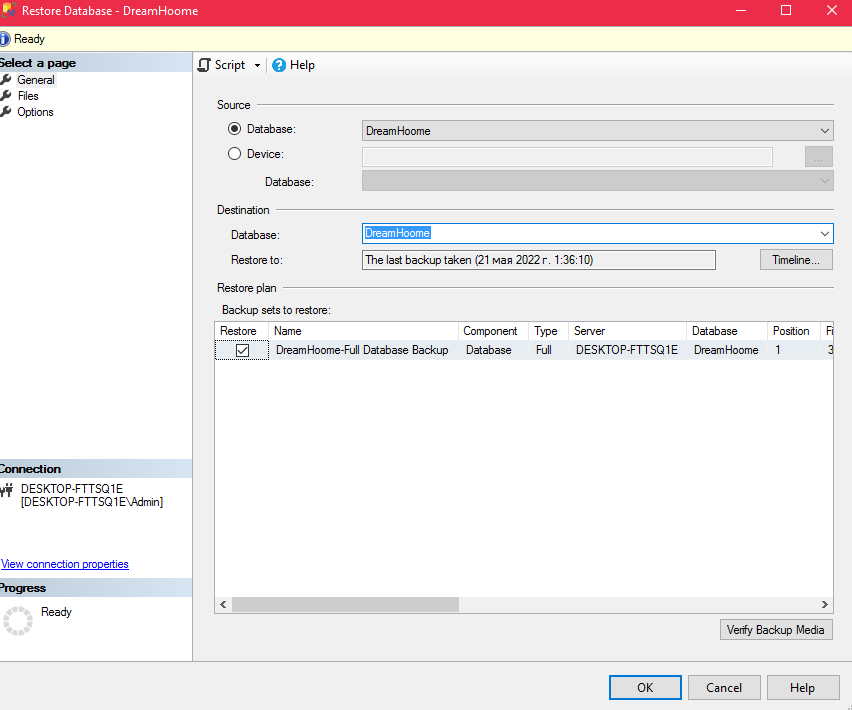 Restore Database - DreamHoome
Ready
Select a page
General
Files
Options
Script
Help
Source
Database:
DreamHoome
Device:
...
Database:
Destination
Database:
DreamHoome
Restore to:
The last backup taken (21 мая 2022 г. 1:36:10)
Timeline...
Restore plan
Backup sets to restore:
Restore Name Component Type Server Database Position Fi
DreamHoome-Full Database Backup Database Full DESKTOP-FTTSQ1E DreamHoome 1 3
Connection
DESKTOP-FTTSQ1E
[DESKTOP-FTTSQ1E\Admin]
View connection properties
Progress
Ready
Verify Backup Media
OK Cancel Help